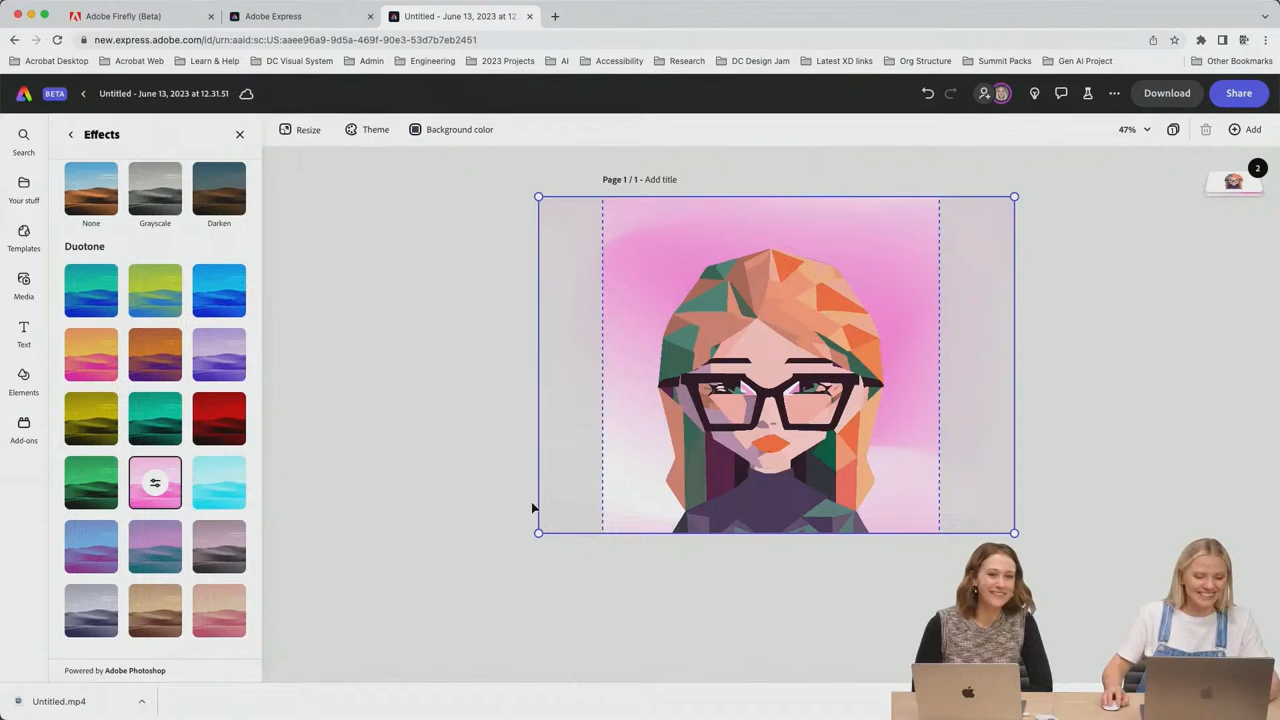 Adobe Firefly (Beta)
Adobe Express
Untitled - June 13, 2023 at 12...
new.express.adobe.com/id/urn:aaid:sc:US:aaee96a9-9d5a-469f-90e3-53d7b7eb2451
Acrobat Desktop
Acrobat Web
Learn & Help
DC Visual System
Admin
Engineering
2023 Projects
AI
Accessibility
Research
DC Design Jam
Latest XD links
Org Structure
Summit Packs
Gen AI Project
Other Bookmarks
BETA
Untitled - June 13, 2023 at 12.31.51
Download
Share
Search
Your stuff
Templates
Media
Text
Elements
Add-ons
Effects
None
Grayscale
Darken
Duotone
Powered by Adobe Photoshop
Resize
Theme
Background color
47%
Add
Page 1 / 1 - Add title
2
Untitled.mp4